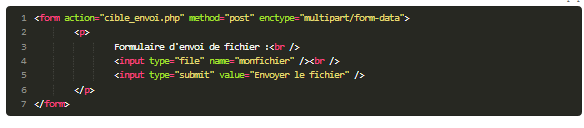 1 <form action="cible_envoi.php" method="post" enctype="multipart/form-data">
2 <p>
3 Formulaire d'envoi de fichier :<br />
4 <input type="file" name="monfichier" /><br />
5 <input type="submit" value="Envoyer le fichier" />
6 </p>
7 </form>